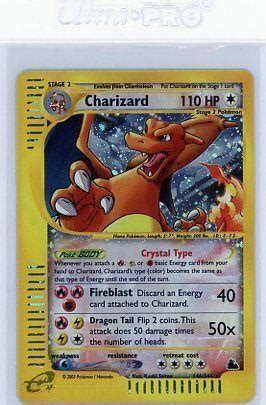 Ultra·PRO
STAGE 2
Evolves from Charmeleon
Put Charizard on the Stage 1 card
Charizard 110 HP
Stage 2 Pokémon
Flame Pokémon. Length: 5' 7", Weight: 200 lbs.
Poké-BODY Crystal Type
Whenever you attach a or basic Energy card from your
hand to Charizard, Charizard's type (color) becomes the same as
that type of Energy until the end of the turn.
Fireblast Discard an Energy
card attached to Charizard. 40
Dragon Tail Flip 2 coins. This
attack does 50 damage times
the number of heads. 50x
weakness resistance retreat cost
©2003 Pokémon / Nintendo
146/144